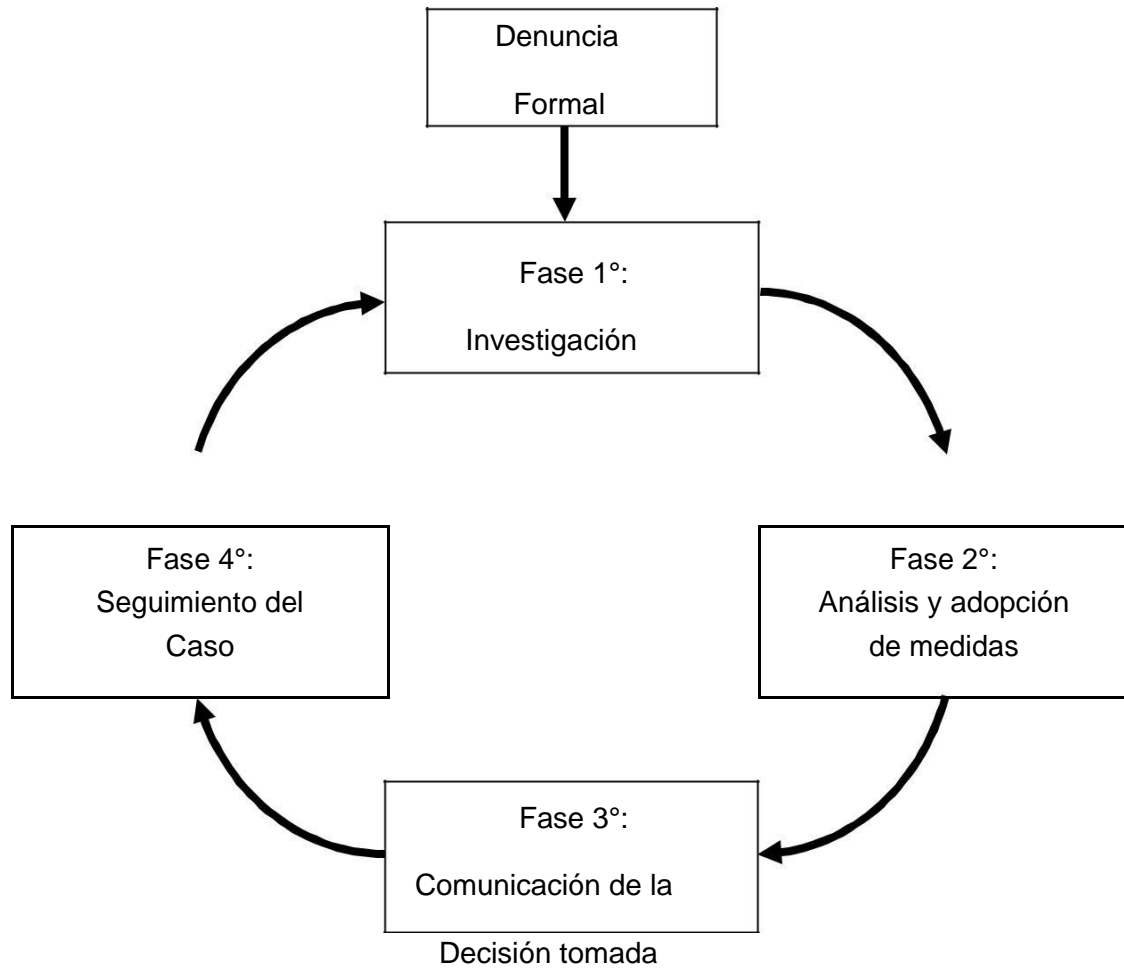 Denuncia
Formal
Fase 1°:
Investigación
Fase 2°:
Análisis y adopción
de medidas
Fase 3°:
Comunicación de la
Decisión tomada
Fase 4°:
Seguimiento del
Caso